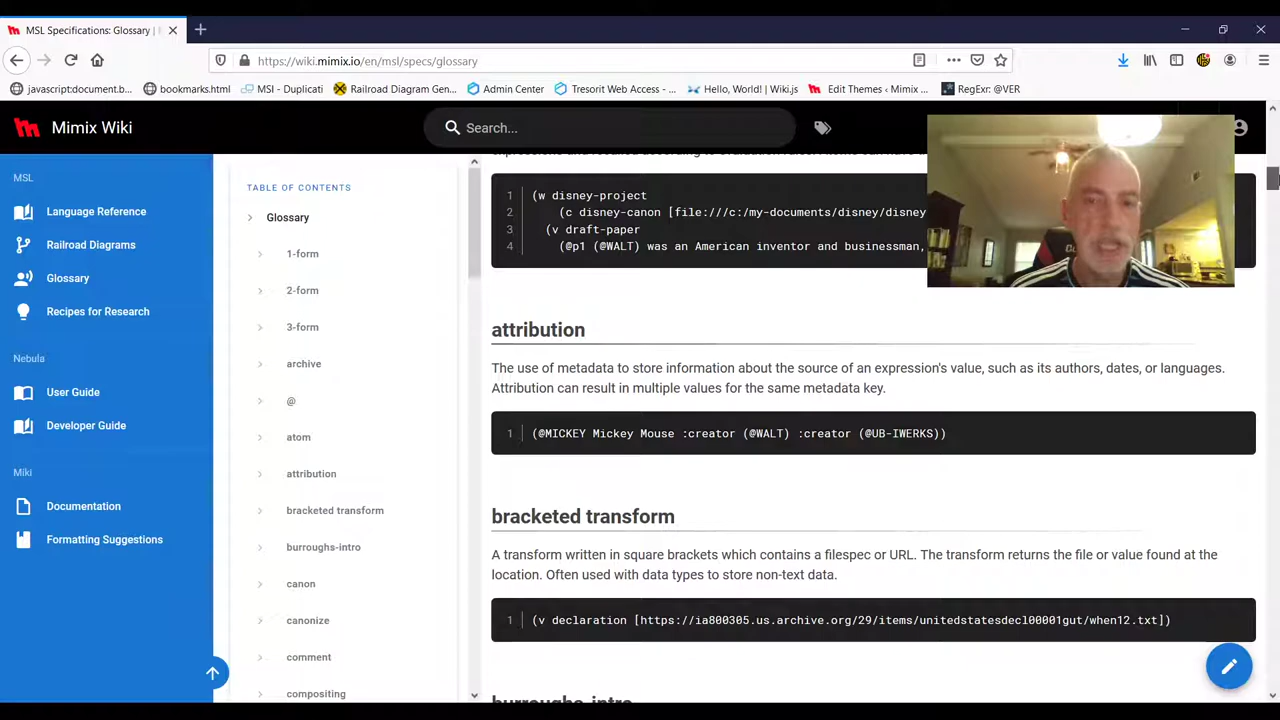 MSL Specifications: Glossary |
https://wiki.mimix.io/en/msl/specs/glossary
javascript:document.b...
bookmarks.html
MSI - Duplicati
Railroad Diagram Gen...
Admin Center
Tresorit Web Access - ...
Hello, World! | Wiki.js
Edit Themes ‹ Mimix ...
RegExr: @VER
Mimix Wiki
Search...
MSL
Language Reference
Railroad Diagrams
Glossary
Recipes for Research
Nebula
User Guide
Developer Guide
Miki
Documentation
Formatting Suggestions
TABLE OF CONTENTS
Glossary
1-form
2-form
3-form
archive
@
atom
attribution
bracketed transform
burroughs-intro
canon
canonize
comment
compositing
1 (w disney-project
2 (c disney-canon [file:///c:/my-documents/disney/disney
3 (v draft-paper
4 (@p1 (@WALT) was an American inventor and businessman,
attribution
The use of metadata to store information about the source of an expression's value, such as its authors, dates, or languages.
Attribution can result in multiple values for the same metadata key.
1 (@MICKEY Mickey Mouse :creator (@WALT) :creator (@UB-IWERKS))
bracketed transform
A transform written in square brackets which contains a filespec or URL. The transform returns the file or value found at the
location. Often used with data types to store non-text data.
1 (v declaration [https://ia800305.us.archive.org/29/items/unitedstatesdecl00001gut/when12.txt])
burroughs-intro